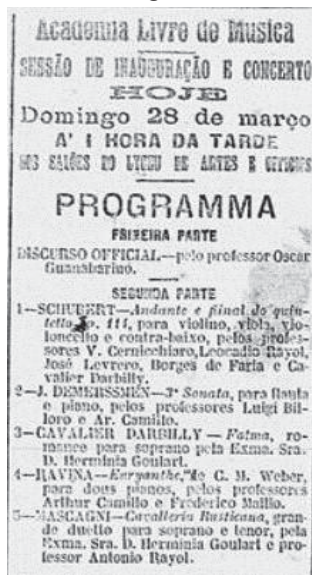 Academia Livre de Musica
SESSÃO DE INAUGURAÇÃO E CONCERTO
HOJE
Domingo 28 de março
A' 1 HORA DA TARDE
NOS SALÕES DO LYCEU DE ARTES E OFFICIOS
PROGRAMMA
PRIMEIRA PARTE
DISCURSO OFFICIAL—pelo professor Oscar
Guanabarino.
SEGUNDA PARTE
1—SCHUBERT—Andante e final do quin-
tetto op. 114, para violino, viola, vio-
loncello e contra-baixo, pelos profes-
sores V. Cernicchiaro, Leocadio Rayol,
José Levrero, Borges de Faria e Ca-
valier Darbilly.
2—J. DEMERSSMEN—3ª Sonata, para flauta
e piano, pelos professores Luigi Bil-
loro e Ar. Camillo.
3—CAVALIER DARBILLY—Fatma, ro-
mance para soprano pela Exma. Sra.
D. Herminia Goulart.
4—RAVINA—Euryanthe, de C. M. Weber,
para dous pianos, pelos professores
Arthur Camillo e Frederico Mallio.
5—MASCAGNI—Cavalleria Rusticana, gran-
de duetto para soprano e tenor, pela
Exma. Sra. D. Herminia Goulart e pro-
fessor Antonio Rayol.